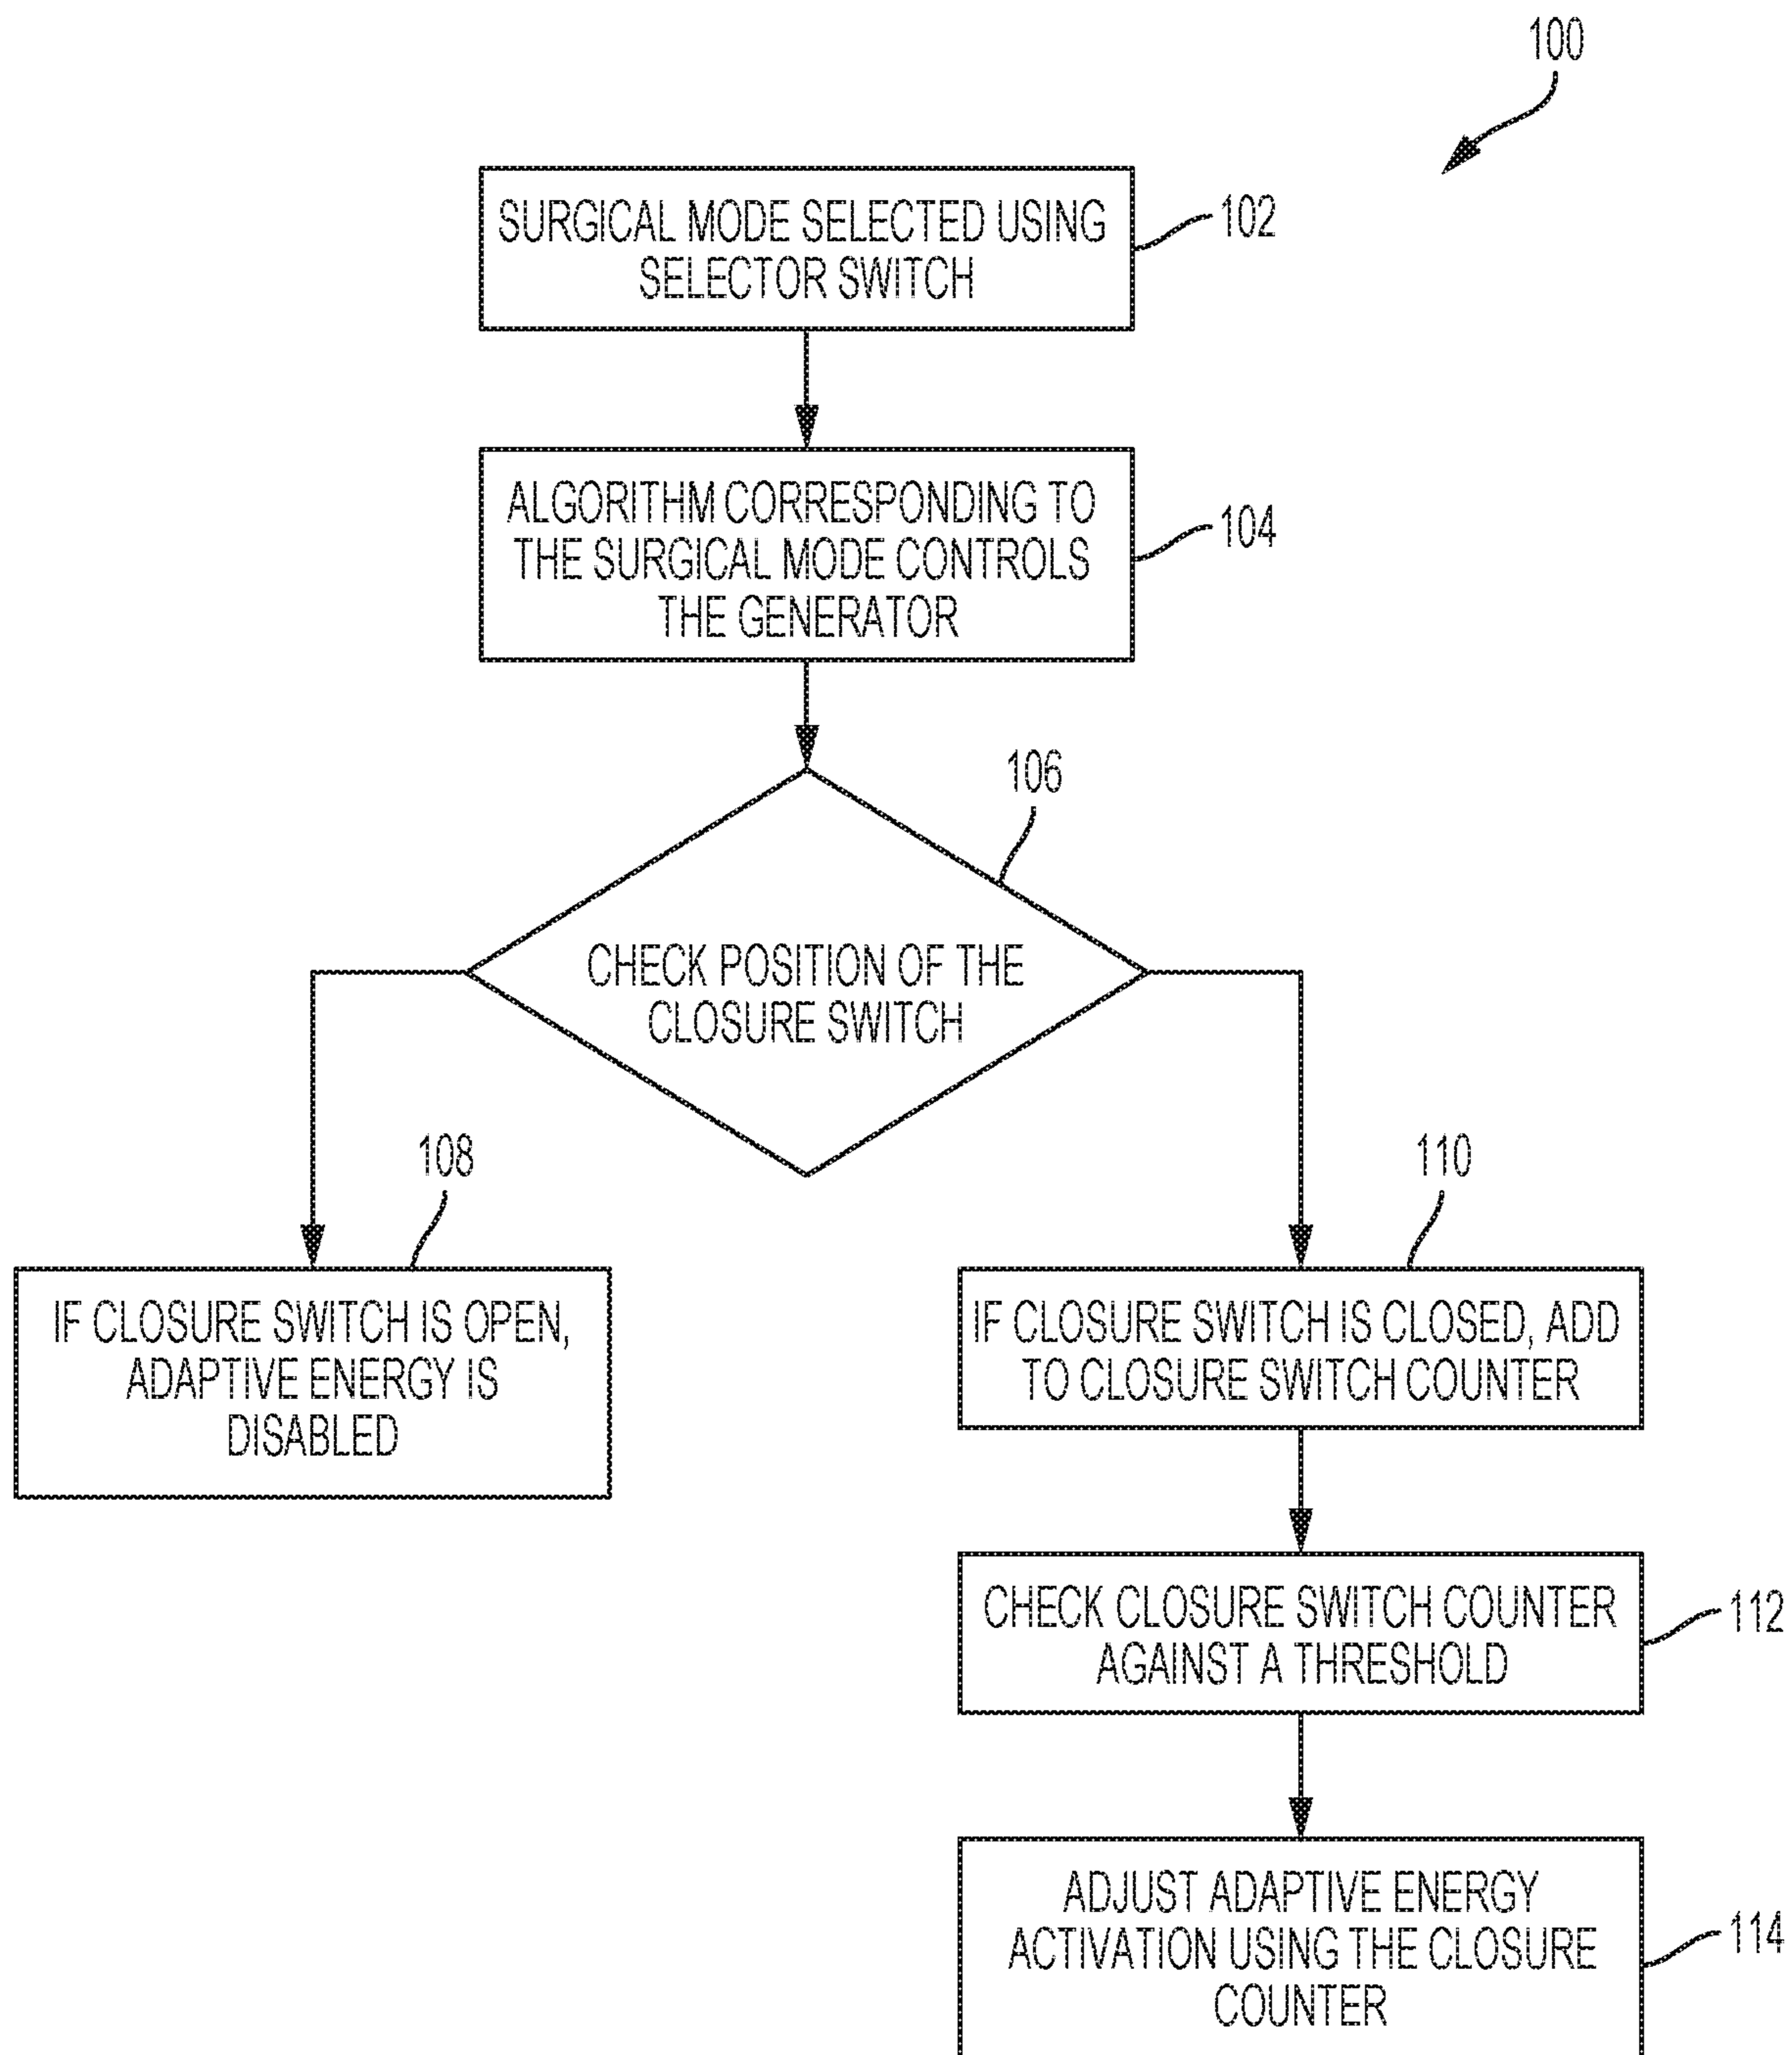 100
SURGICAL MODE SELECTED USING
SELECTOR SWITCH
102
ALGORITHM CORRESPONDING TO
THE SURGICAL MODE CONTROLS
THE GENERATOR
104
106
CHECK POSITION OF THE
CLOSURE SWITCH
108
IF CLOSURE SWITCH IS OPEN,
ADAPTIVE ENERGY IS
DISABLED
110
IF CLOSURE SWITCH IS CLOSED, ADD
TO CLOSURE SWITCH COUNTER
CHECK CLOSURE SWITCH COUNTER
AGAINST A THRESHOLD
112
ADJUST ADAPTIVE ENERGY
ACTIVATION USING THE CLOSURE
COUNTER
114